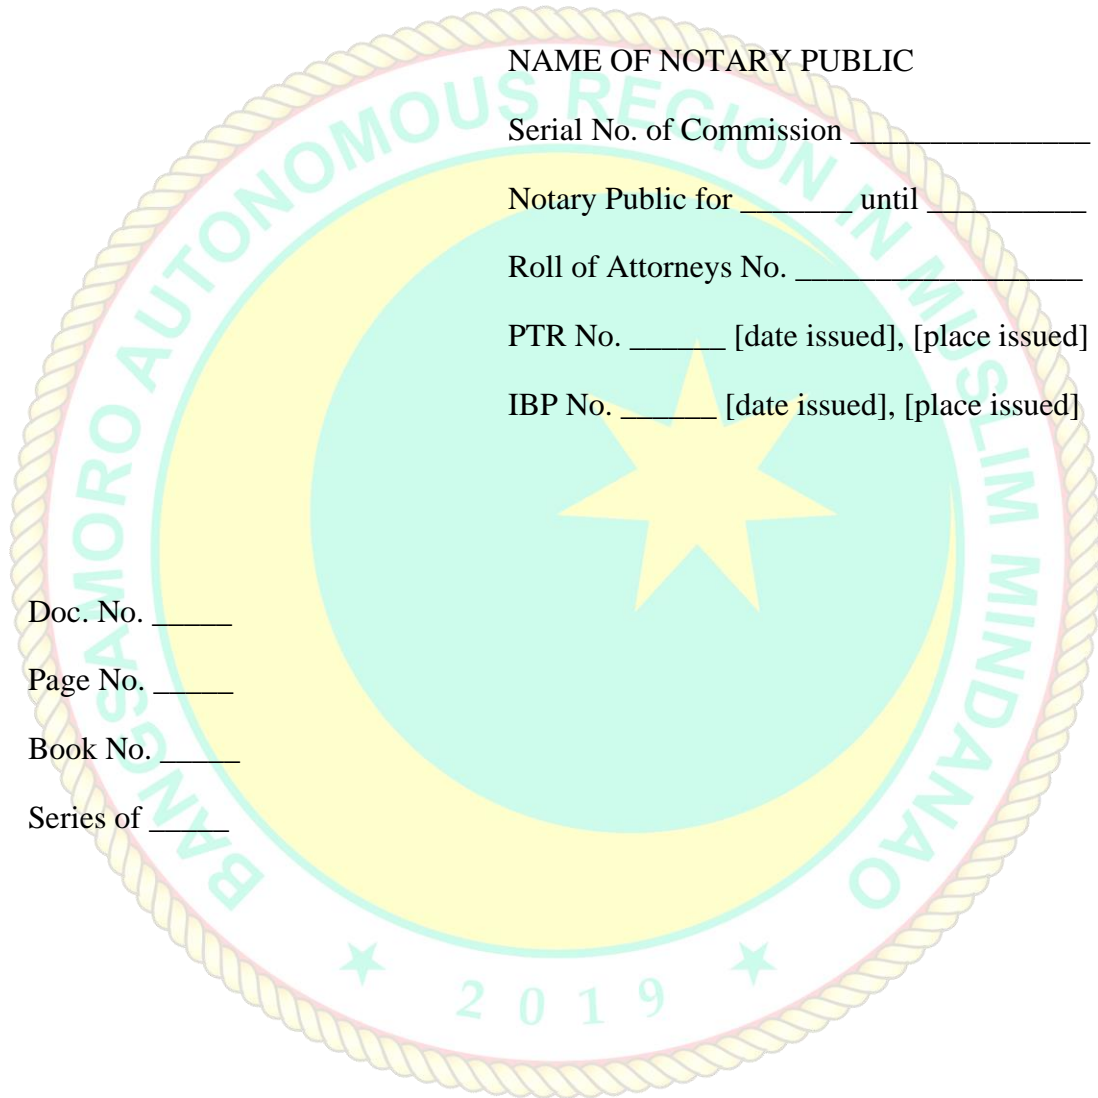 NAME OF NOTARY PUBLIC
Serial No. of Commission _______________
Notary Public for _______ until __________
Roll of Attorneys No. __________________
PTR No. ______ [date issued], [place issued]
IBP No. ______ [date issued], [place issued]
Doc. No. _____
Page No. _____
Book No. _____
Series of _____
BANGSAMORO AUTONOMOUS REGION IN MUSLIM MINDANAO
2019